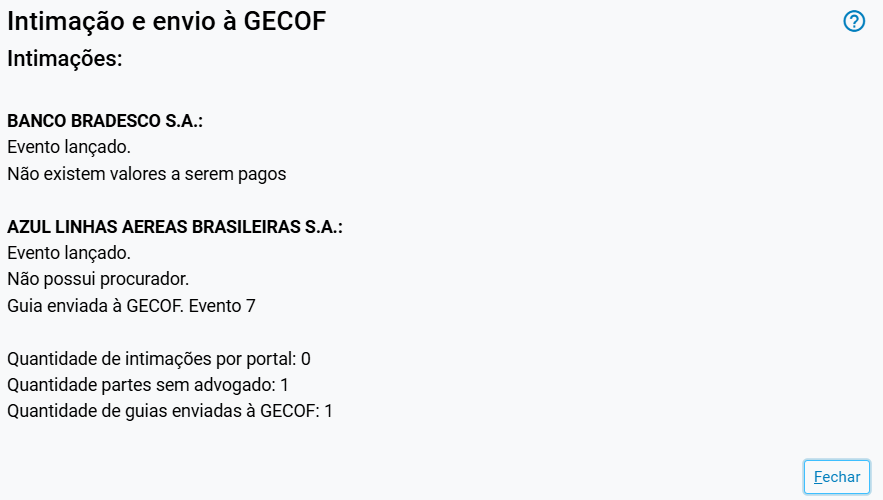 Intimação e envio à GECOF
Intimações:
BANCO BRADESCO S.A.:
Evento lançado.
Não existem valores a serem pagos
AZUL LINHAS AEREAS BRASILEIRAS S.A.:
Evento lançado.
Não possui procurador.
Guia enviada à GECOF. Evento 7
Quantidade de intimações por portal: 0
Quantidade partes sem advogado: 1
Quantidade de guias enviadas à GECOF: 1
Fechar